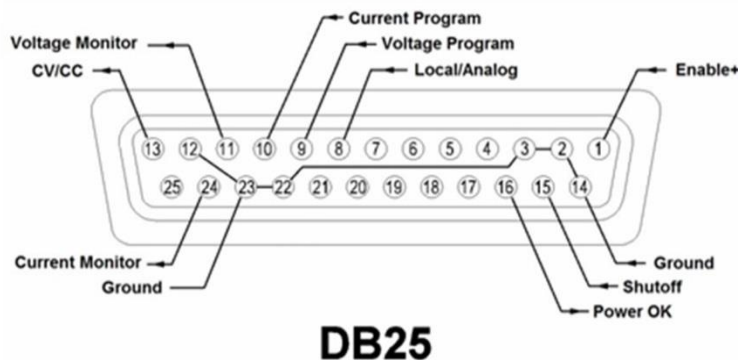 Current Program
Voltage Monitor
Voltage Program
CV/CC
Local/Analog
Enable+
13 12 11 10 9 8 7 6 5 4 3 2 1
25 24 23 22 21 20 19 18 17 16 15 14
Current Monitor
Ground
Ground
Shutoff
Power OK
DB25